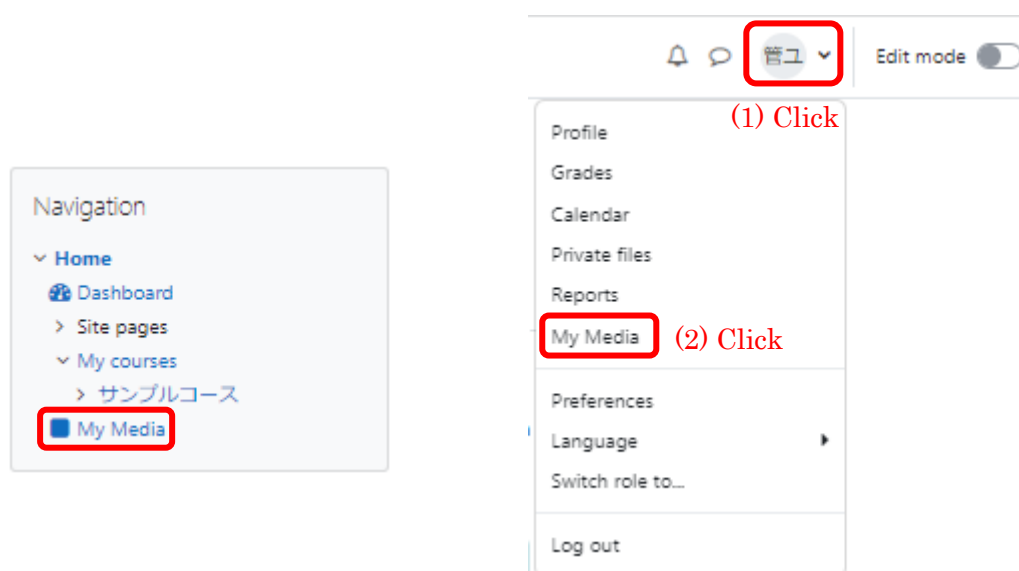 Navigation
Home
Dashboard
Site pages
My courses
サンプルコース
My Media
管ユ
Edit mode
(1) Click
Profile
Grades
Calendar
Private files
Reports
My Media
(2) Click
Preferences
Language
Switch role to...
Log out